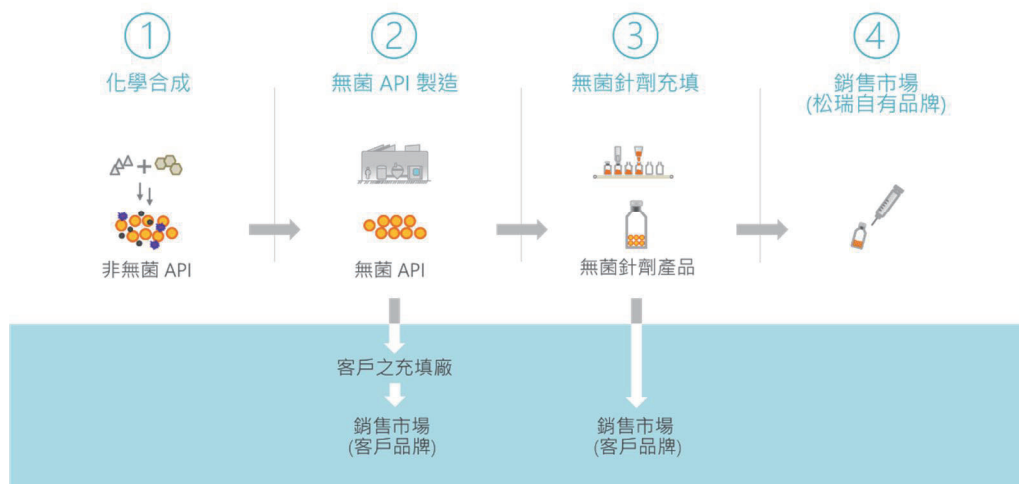 ①
化學合成
②
無菌 API 製造
③
無菌針劑充填
④
銷售市場
(松瑞自有品牌)
非無菌 API
無菌 API
無菌針劑產品
客戶之充填廠
銷售市場
(客戶品牌)
銷售市場
(客戶品牌)